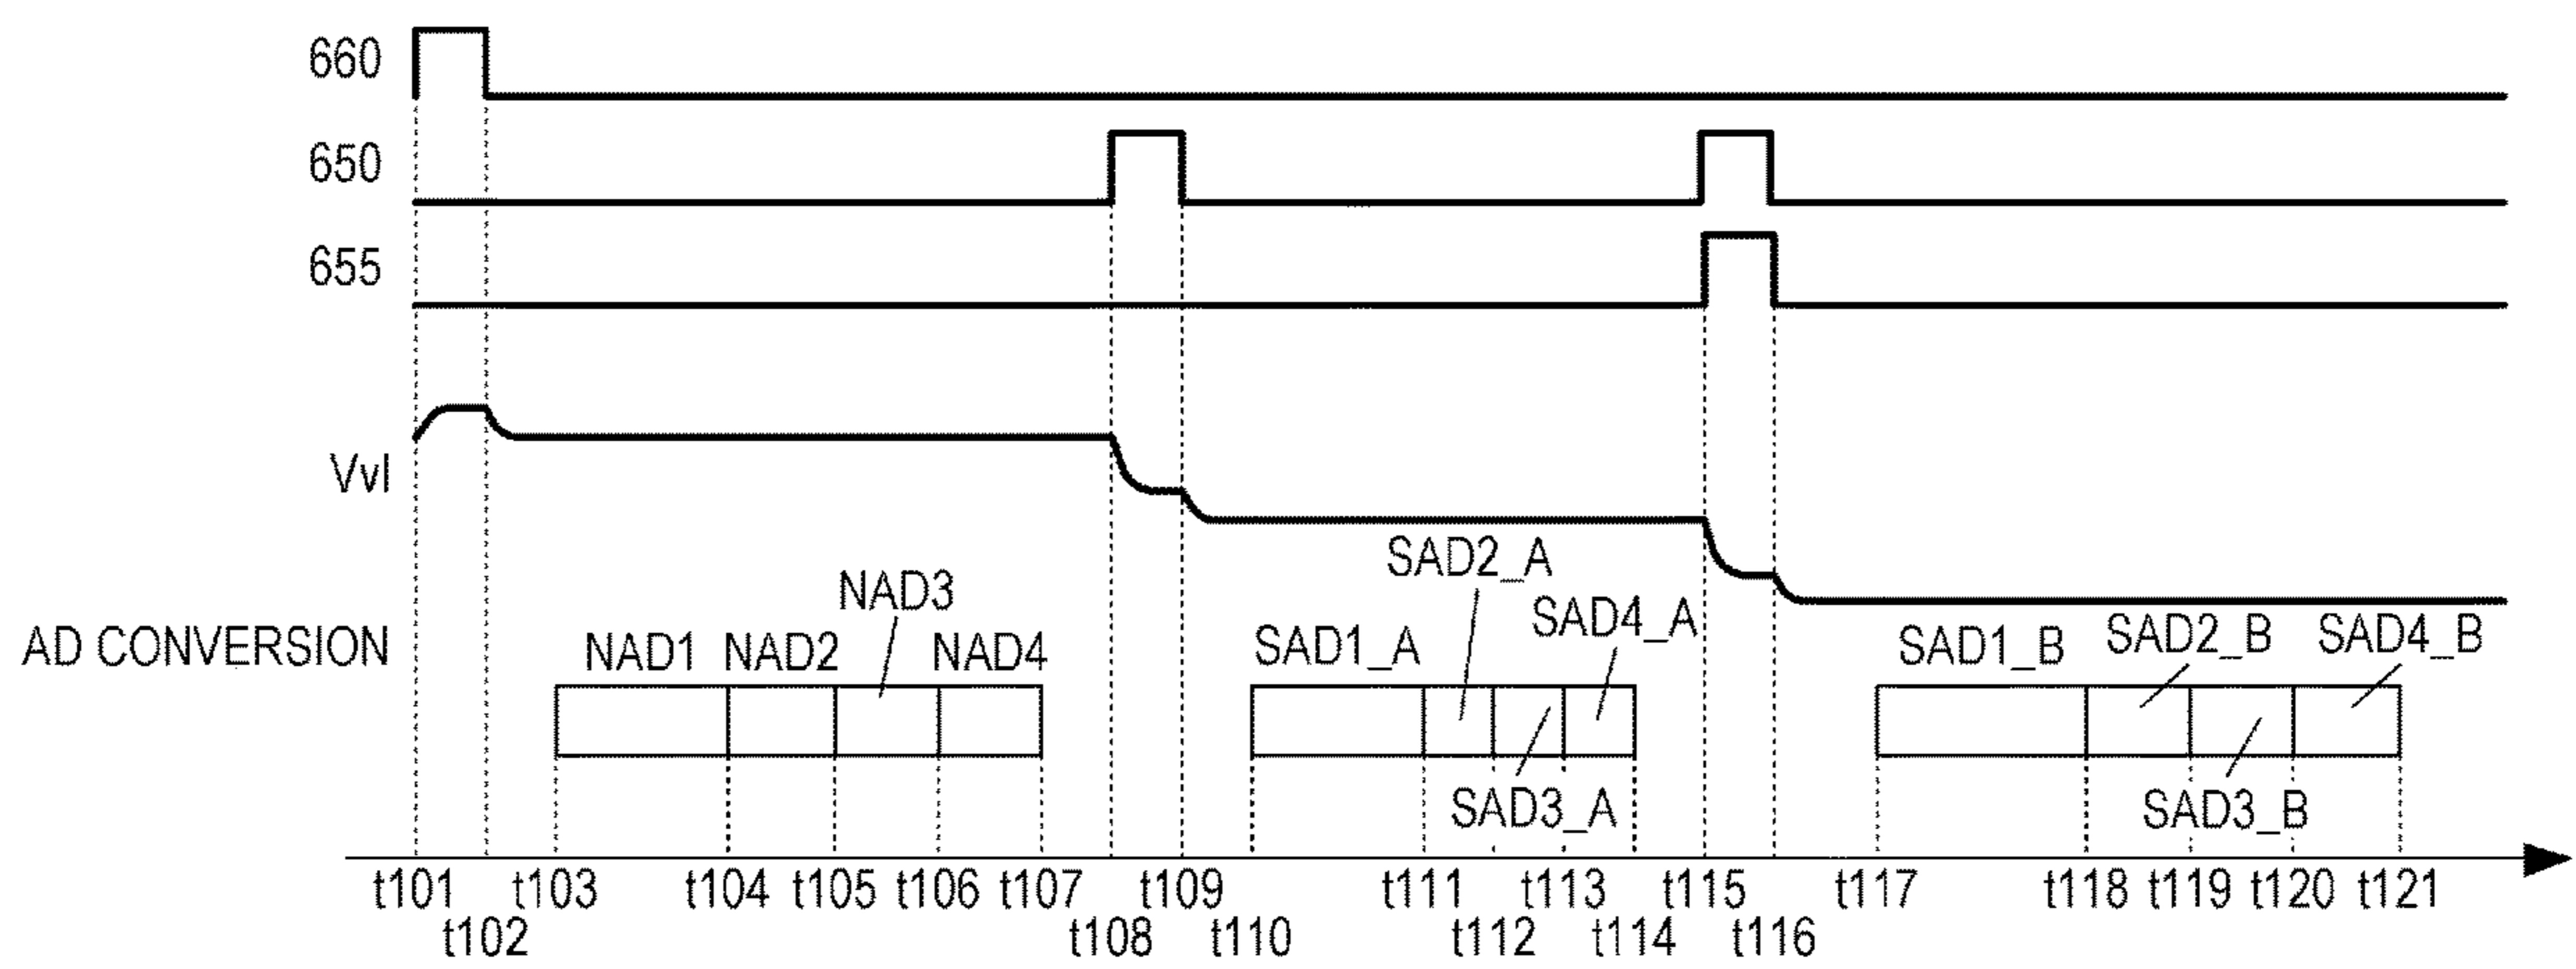 660
650
655
Vvl
SAD2_A
NAD3
SAD4_A
AD CONVERSION
NAD1 NAD2 NAD4
SAD1_A
SAD1_B SAD2_B SAD4_B
SAD3_A
SAD3_B
t101 t103 t104 t105 t106 t107 t109 t111 t113 t115 t117 t118 t119 t120 t121
t102 t108 t110 t112 t114 t116